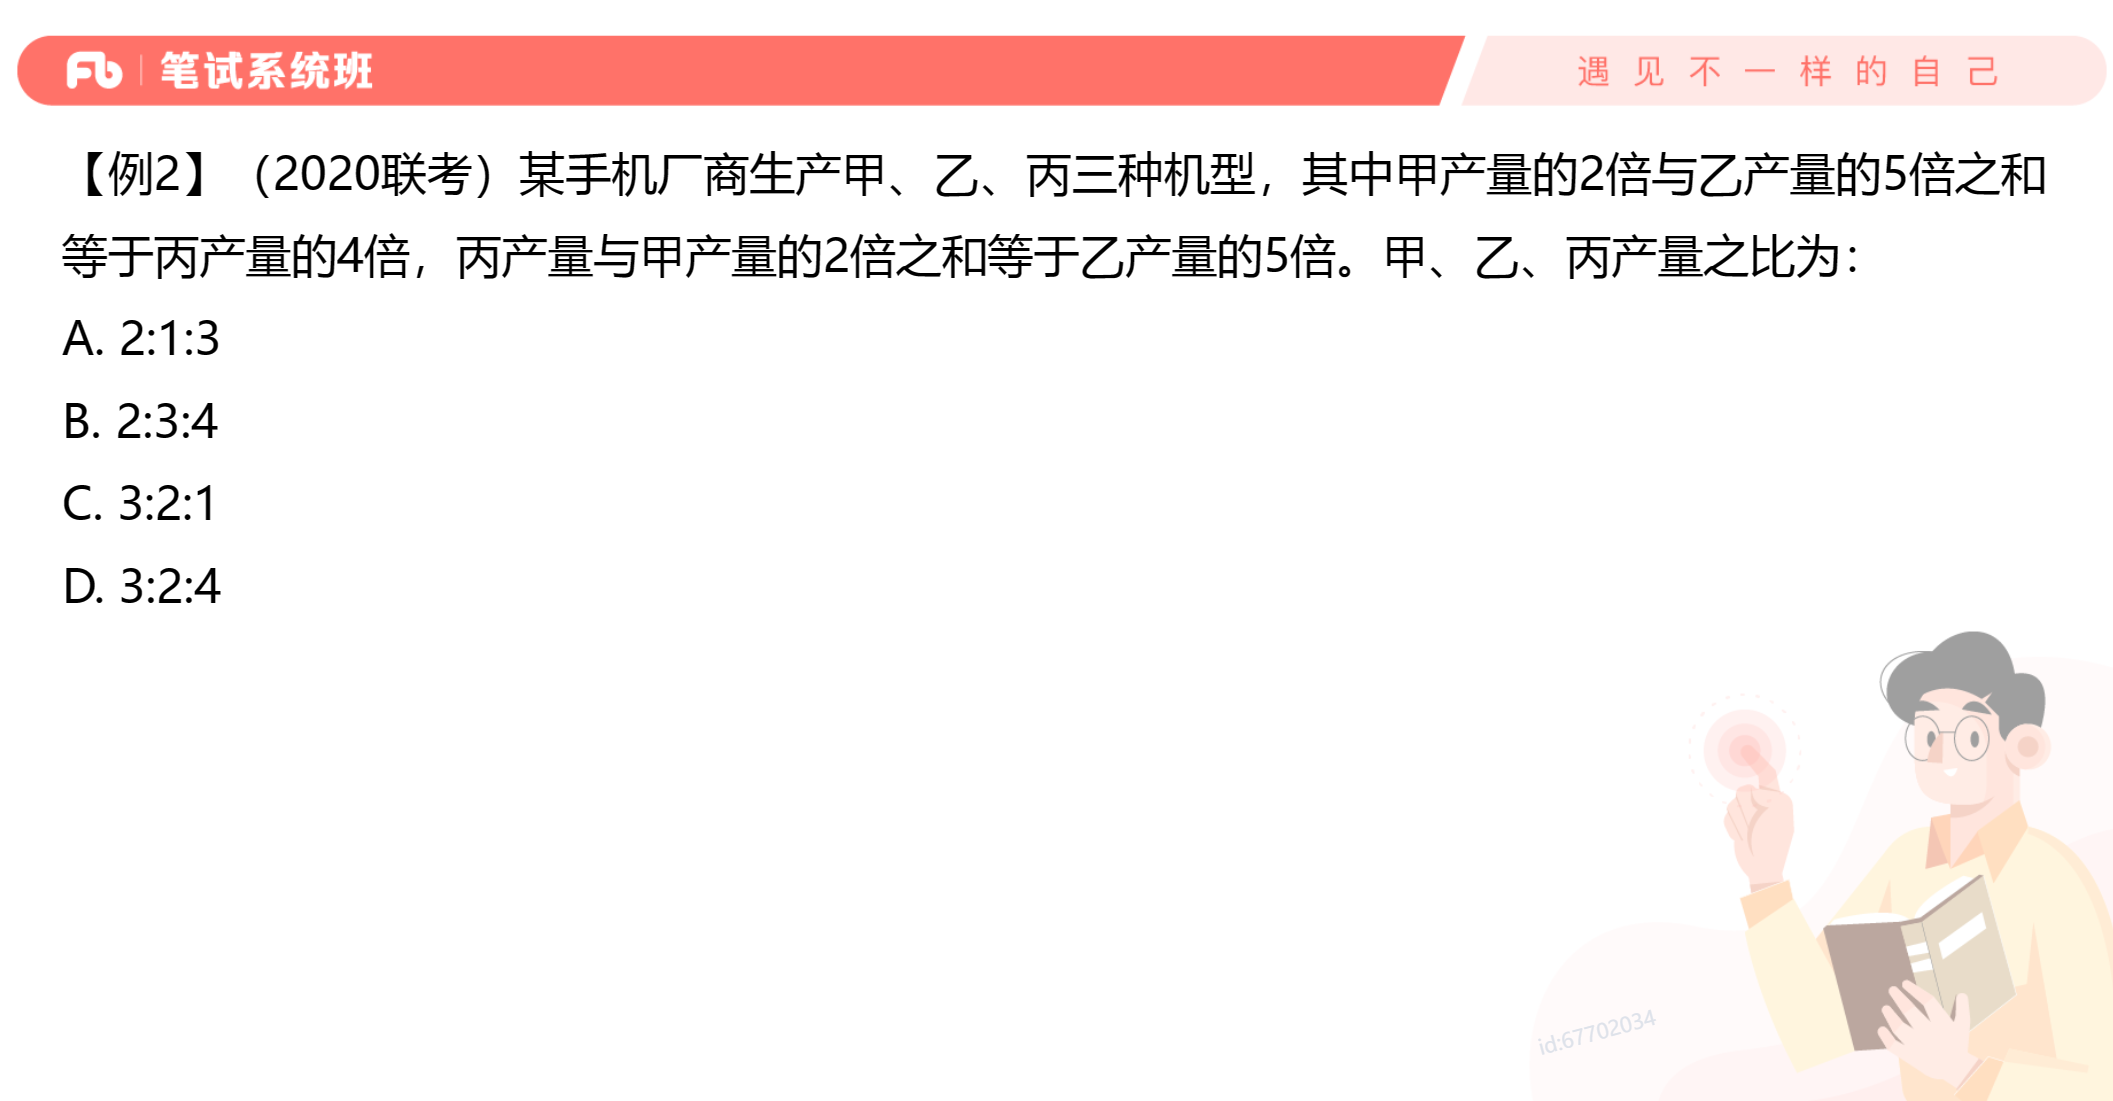 Fb 笔试系统班
遇见不一样的自己
【例2】（2020联考）某手机厂商生产甲、乙、丙三种机型，其中甲产量的2倍与乙产量的5倍之和
等于丙产量的4倍，丙产量与甲产量的2倍之和等于乙产量的5倍。甲、乙、丙产量之比为：
A. 2:1:3
B. 2:3:4
C. 3:2:1
D. 3:2:4
id:67702034